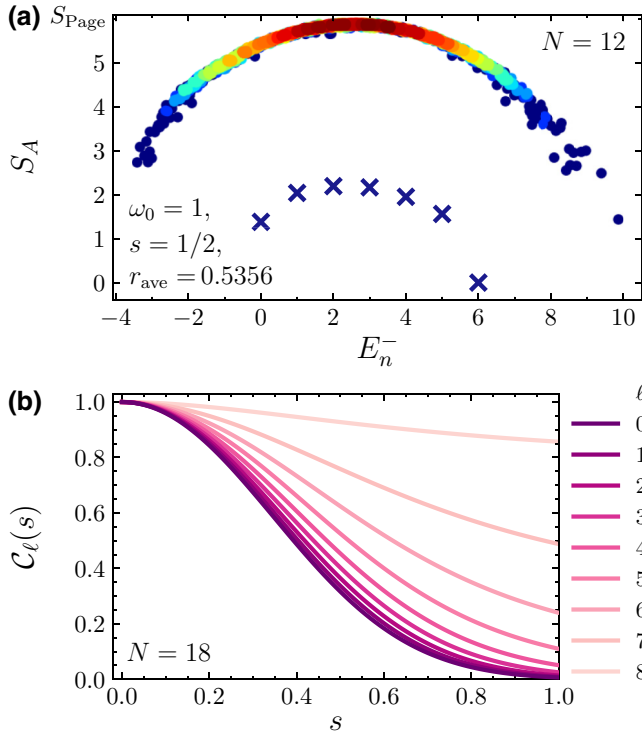 (a)
S_Page
N = 12
5
4
3
2
1
0
S_A
ω₀ = 1,
s = 1/2,
r_ave = 0.5356
−4 −2 0 2 4 6 8 10
E_n^−
(b)
1.0
0.8
0.6
0.4
0.2
0.0
C_ℓ(s)
N = 18
0.0 0.2 0.4 0.6 0.8 1.0
s
0
1
2
3
4
5
6
7
8